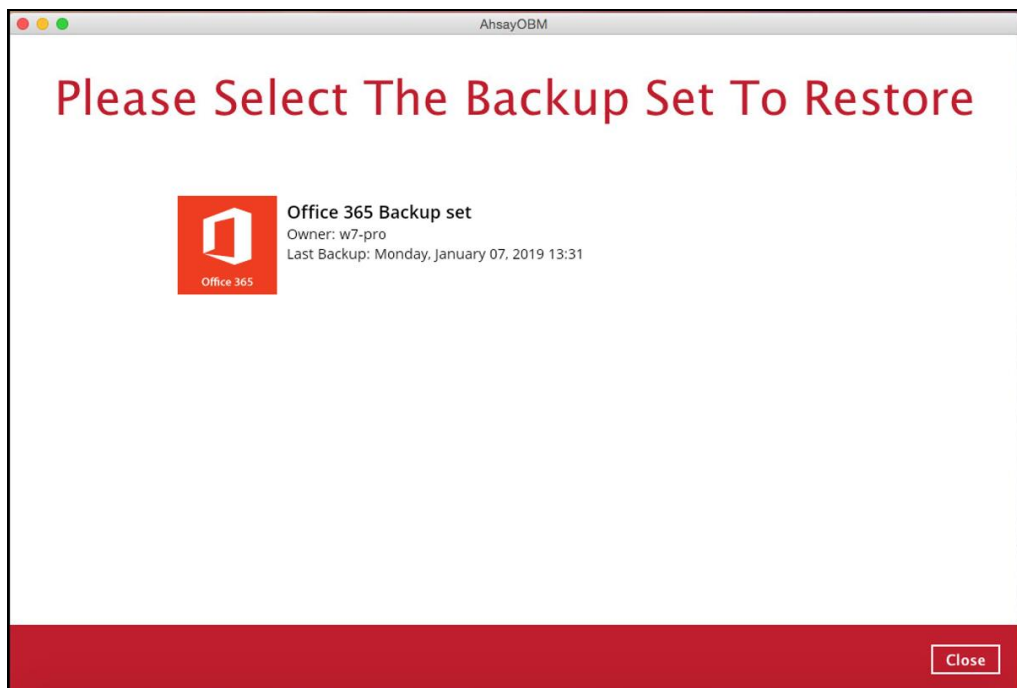 AhsayOBM
Please Select The Backup Set To Restore
Office 365 Backup set
Owner: w7-pro
Last Backup: Monday, January 07, 2019 13:31
Office 365
Close